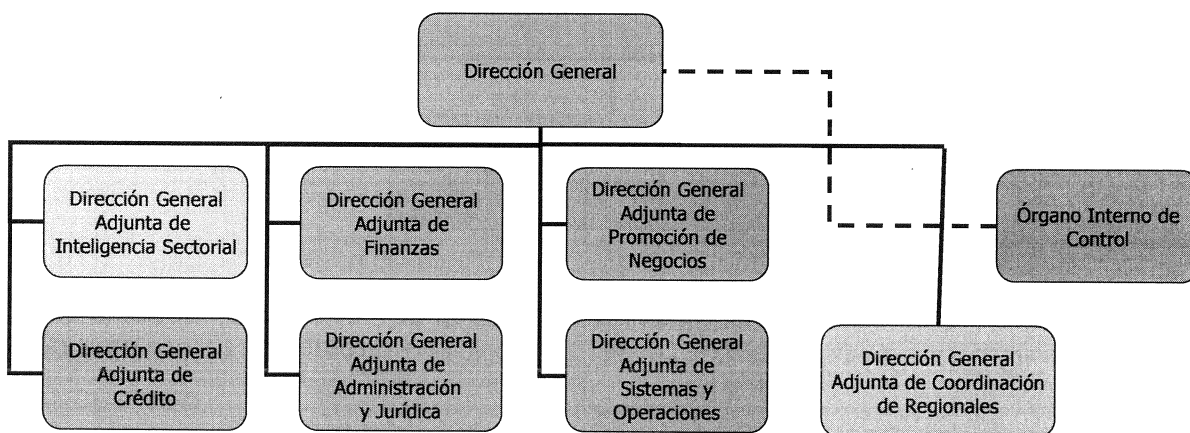 Dirección General
Dirección General
Adjunta de
Inteligencia Sectorial
Dirección General
Adjunta de
Finanzas
Dirección General
Adjunta de
Promoción de
Negocios
Órgano Interno de
Control
Dirección General
Adjunta de
Crédito
Dirección General
Adjunta de
Administración
y Jurídica
Dirección General
Adjunta de
Sistemas y
Operaciones
Dirección General
Adjunta de Coordinación
de Regionales